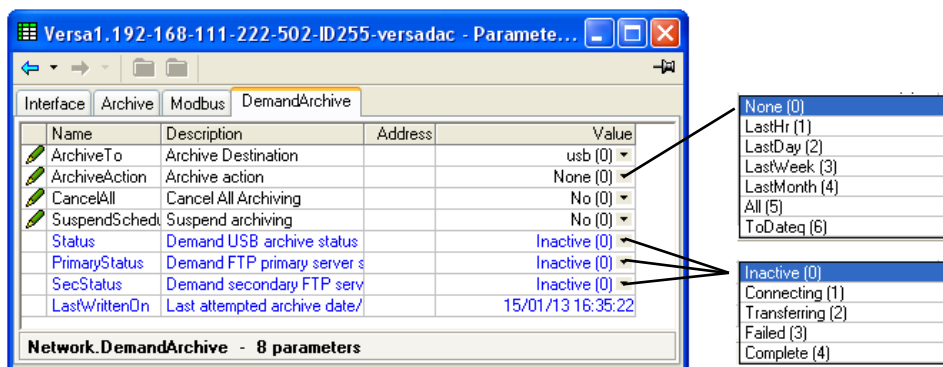 Versa1.192-168-111-222-502-ID255-versadac - Paramete...
Interface Archive Modbus DemandArchive
Name Description Address Value
ArchiveTo Archive Destination usb (0)
ArchiveAction Archive action None (0)
CancelAll Cancel All Archiving No (0)
SuspendSchedu Suspend archiving No (0)
Status Demand USB archive status Inactive (0)
PrimaryStatus Demand FTP primary server s Inactive (0)
SecStatus Demand secondary FTP serv Inactive (0)
LastWrittenOn Last attempted archive date/ 15/01/13 16:35:22
Network.DemandArchive - 8 parameters
None (0)
LastHr (1)
LastDay (2)
LastWeek (3)
LastMonth (4)
All (5)
ToDateq (6)
Inactive (0)
Connecting (1)
Transferring (2)
Failed (3)
Complete (4)